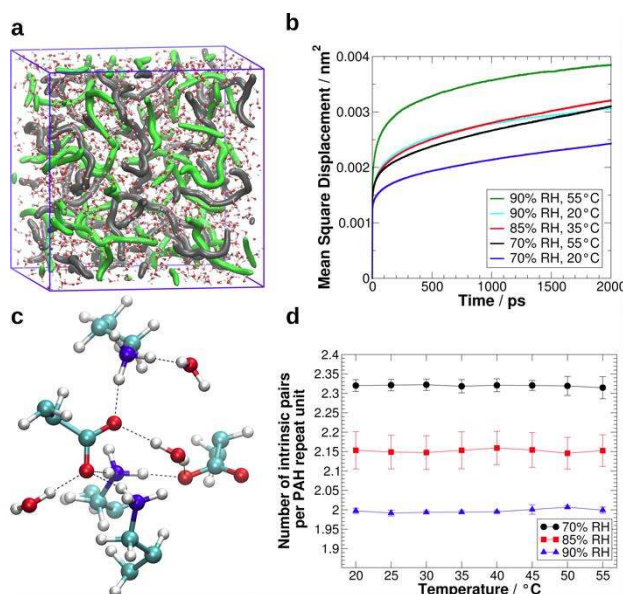 a
b
Mean Square Displacement / nm²
0.004
0.003
0.002
0.001
0
90% RH, 55°C
90% RH, 20°C
85% RH, 35°C
70% RH, 55°C
70% RH, 20°C
0 500 1000 1500 2000
Time / ps
c
d
Number of intrinsic pairs
per PAH repeat unit
2.4
2.35
2.3
2.25
2.2
2.15
2.1
2.05
2
1.95
1.9
70% RH
85% RH
90% RH
20 25 30 35 40 45 50 55
Temperature / °C